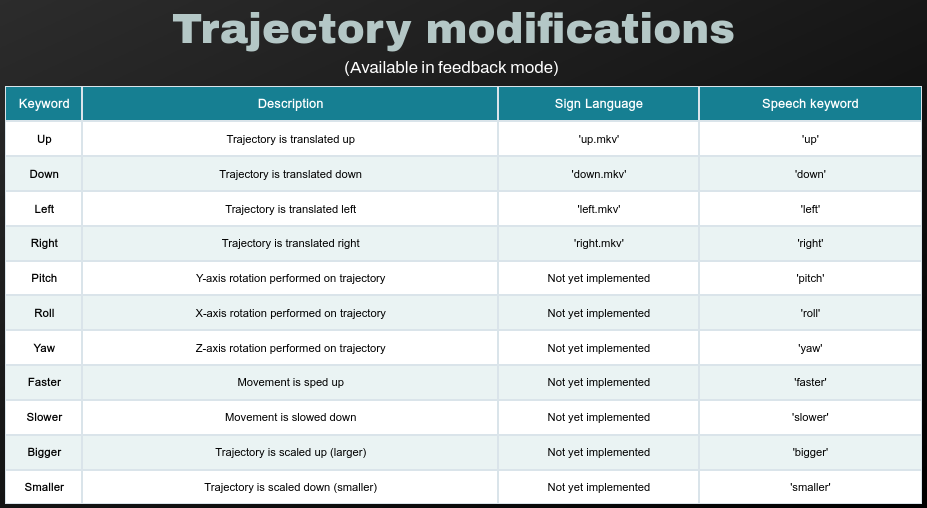 Trajectory modifications
(Available in feedback mode)
Keyword Description Sign Language Speech keyword
Up Trajectory is translated up 'up.mkv' 'up'
Down Trajectory is translated down 'down.mkv' 'down'
Left Trajectory is translated left 'left.mkv' 'left'
Right Trajectory is translated right 'right.mkv' 'right'
Pitch Y-axis rotation performed on trajectory Not yet implemented 'pitch'
Roll X-axis rotation performed on trajectory Not yet implemented 'roll'
Yaw Z-axis rotation performed on trajectory Not yet implemented 'yaw'
Faster Movement is sped up Not yet implemented 'faster'
Slower Movement is slowed down Not yet implemented 'slower'
Bigger Trajectory is scaled up (larger) Not yet implemented 'bigger'
Smaller Trajectory is scaled down (smaller) Not yet implemented 'smaller'